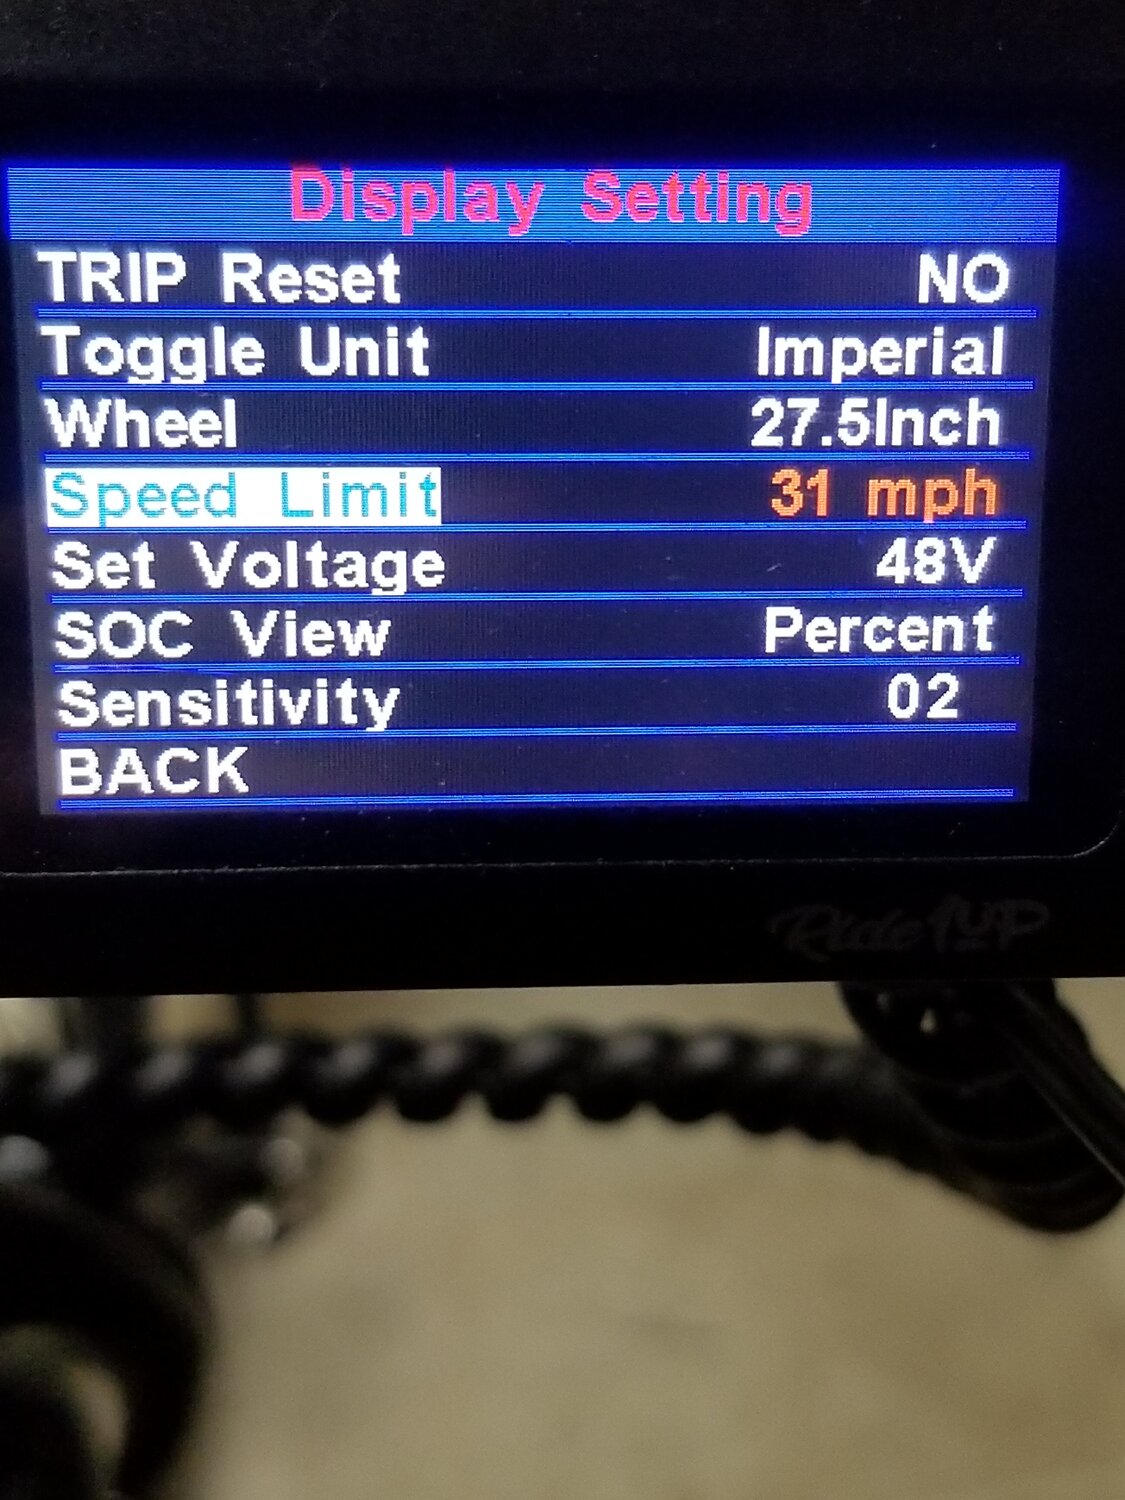 Display Setting
TRIP Reset NO
Toggle Unit Imperial
Wheel 27.5Inch
Speed Limit 31 mph
Set Voltage 48V
SOC View Percent
Sensitivity 02
BACK
Ride1UP